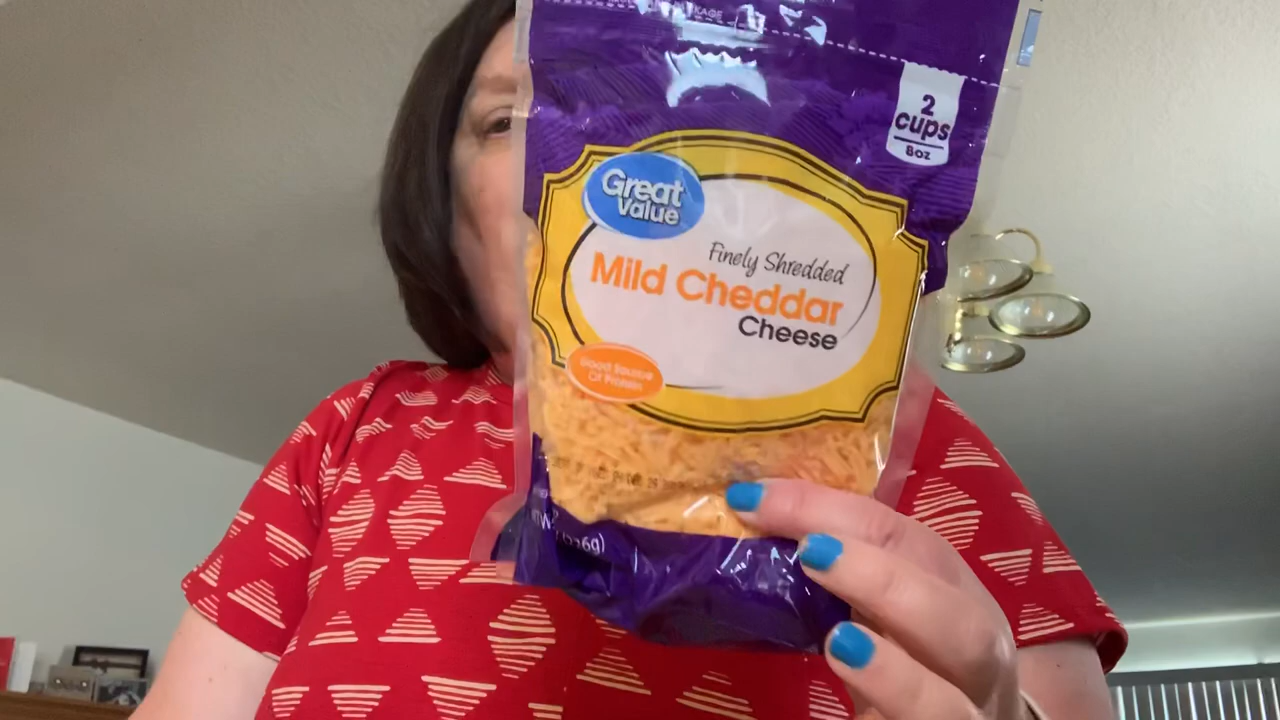 2
cups
8oz
Great
Value
Finely Shredded
Mild Cheddar
Cheese
Good Source
Of Protein